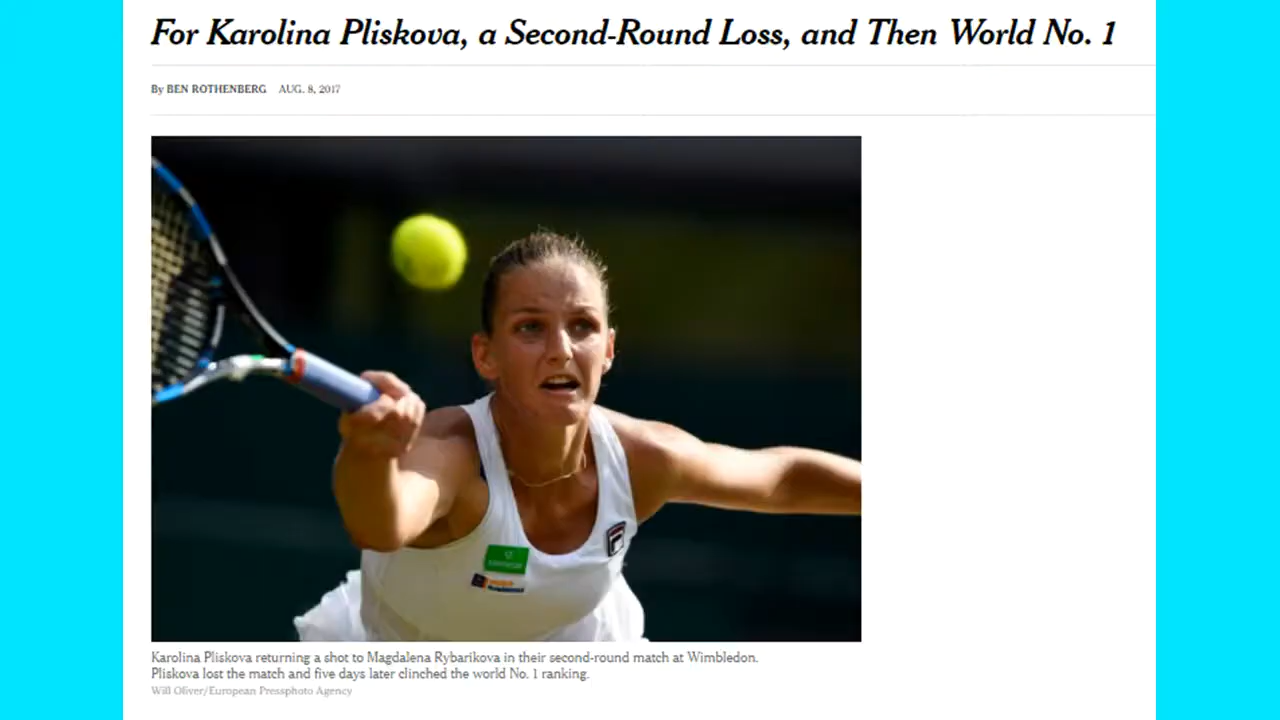 For Karolina Pliskova, a Second-Round Loss, and Then World No. 1
By BEN ROTHENBERG AUG. 8, 2017
Karolina Pliskova returning a shot to Magdalena Rybarikova in their second-round match at Wimbledon.
Pliskova lost the match and five days later clinched the world No. 1 ranking.
Will Oliver/European Pressphoto Agency